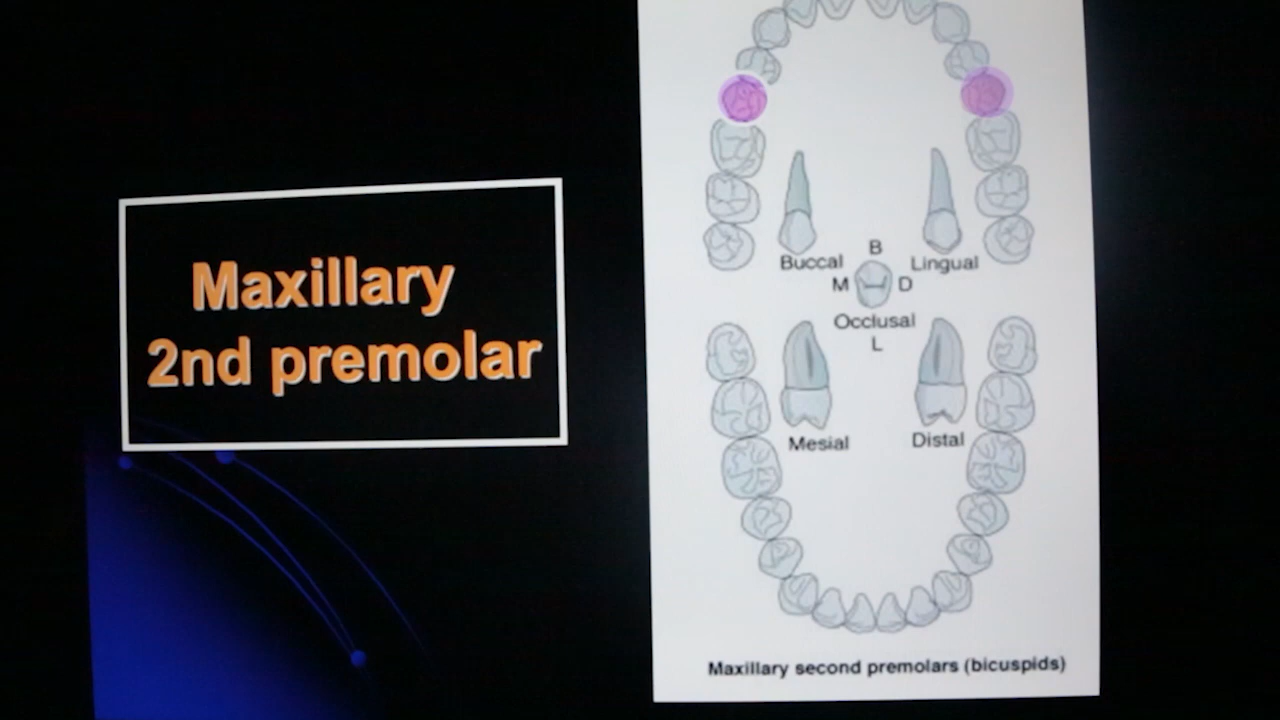 Maxillary
2nd premolar
B
Buccal
Lingual
M
D
Occlusal
L
Mesial
Distal
Maxillary second premolars (bicuspids)